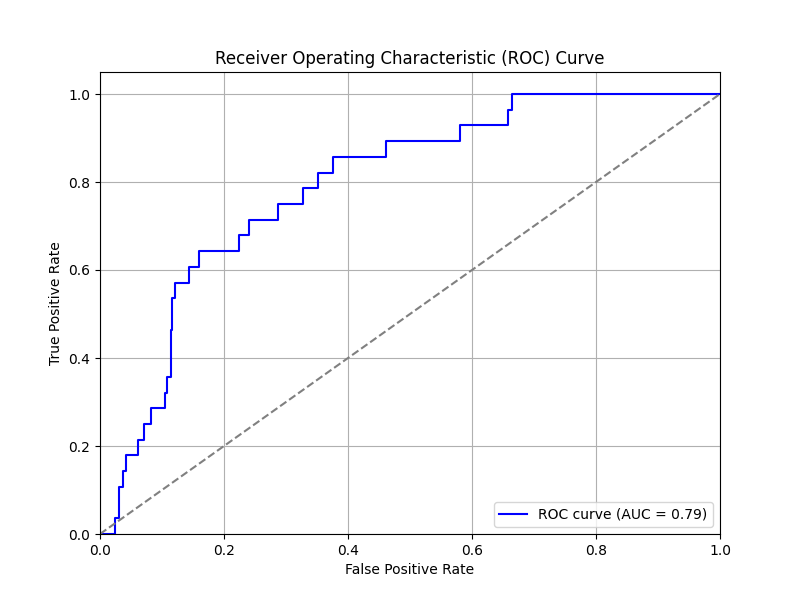 Receiver Operating Characteristic (ROC) Curve
1.0
0.8
0.6
0.4
0.2
0.0
True Positive Rate
0.0 0.2 0.4 0.6 0.8 1.0
False Positive Rate
ROC curve (AUC = 0.79)